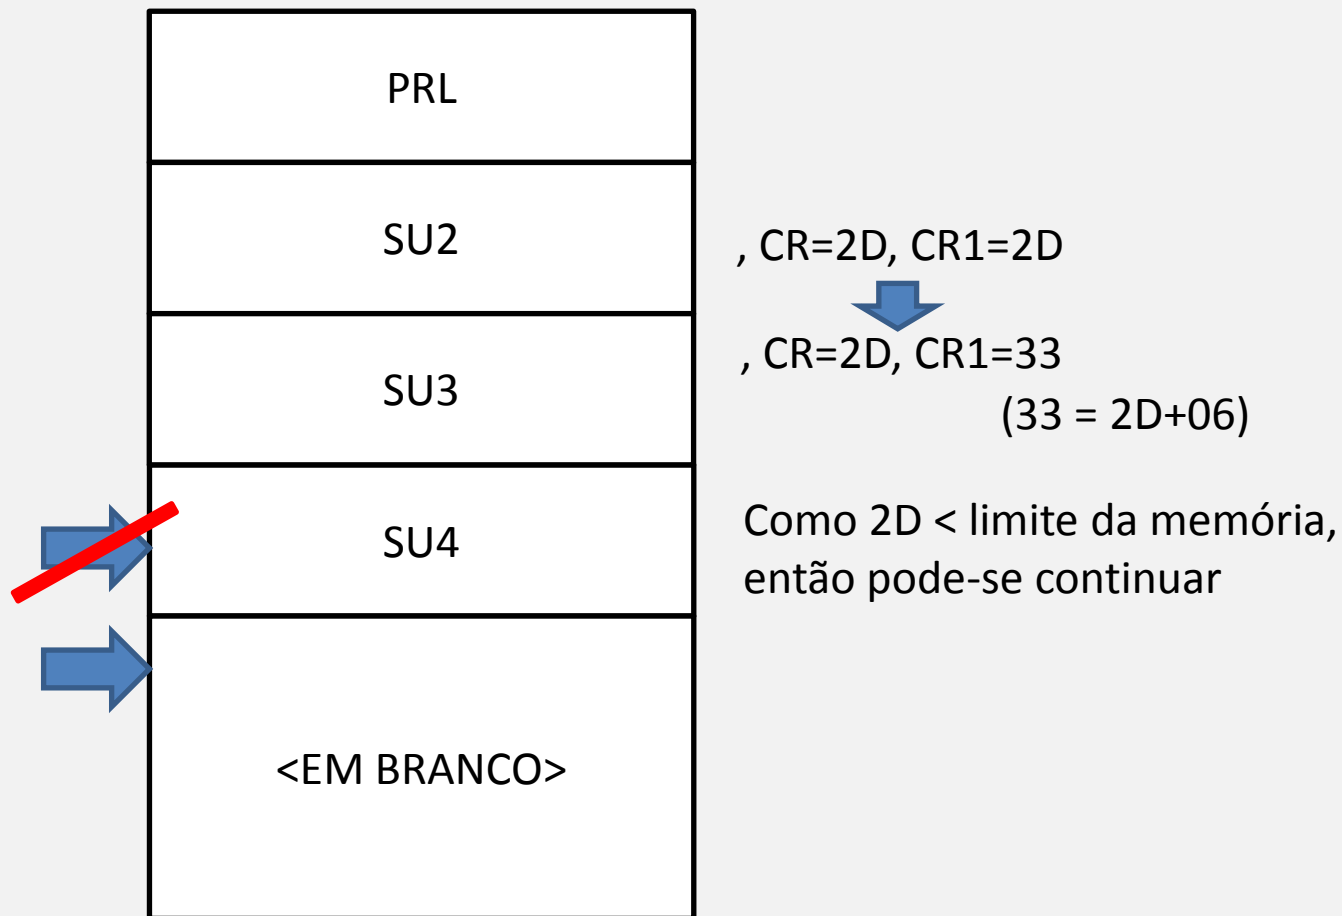 PRL
SU2
, CR=2D, CR1=2D
, CR=2D, CR1=33
(33 = 2D+06)
SU3
SU4
Como 2D < limite da memória,
então pode-se continuar
<EM BRANCO>